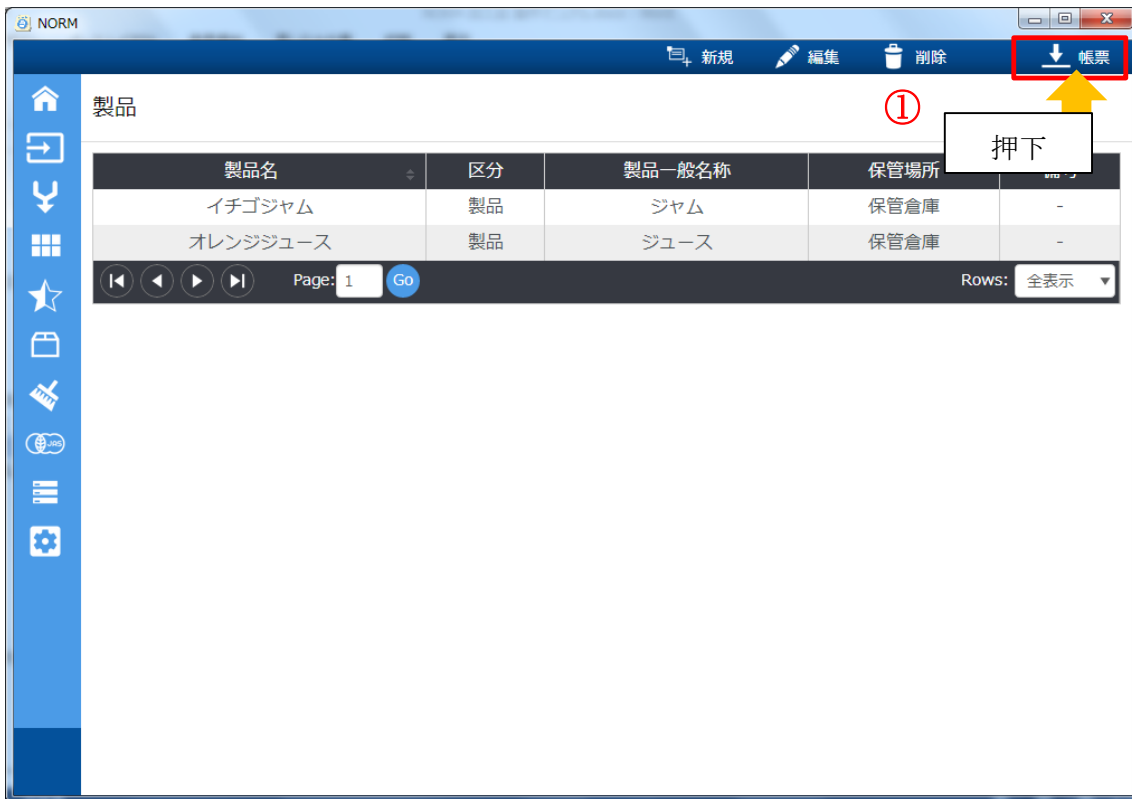 NORM
新規 編集 削除 帳票
製品
①
押下
製品名 区分 製品一般名称 保管場所
イチゴジャム 製品 ジャム 保管倉庫 -
オレンジジュース 製品 ジュース 保管倉庫 -
Page: 1 Go Rows: 全表示
JAS